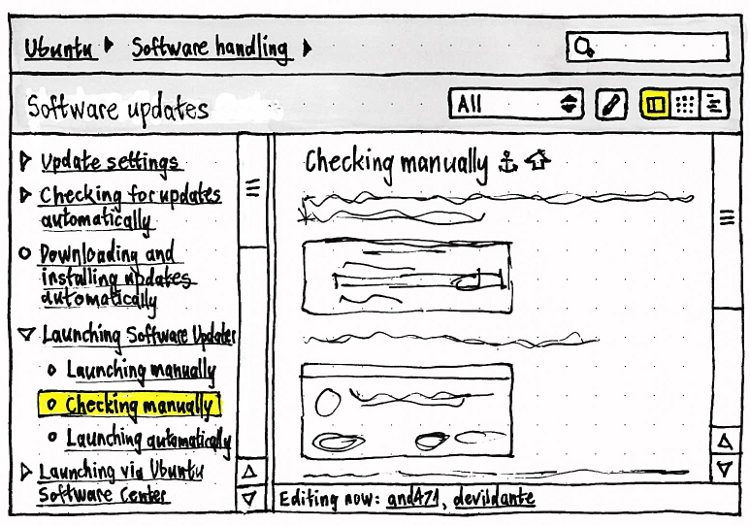 Ubuntu Software handling
Software updates All
Update settings
Checking for updates
automatically
Downloading and
installing updates
automatically
Launching Software Updater
Launching manually
Checking manually
Launching automatically
Launching via Ubuntu
Software Center
Checking manually
Editing now: and471, devildante